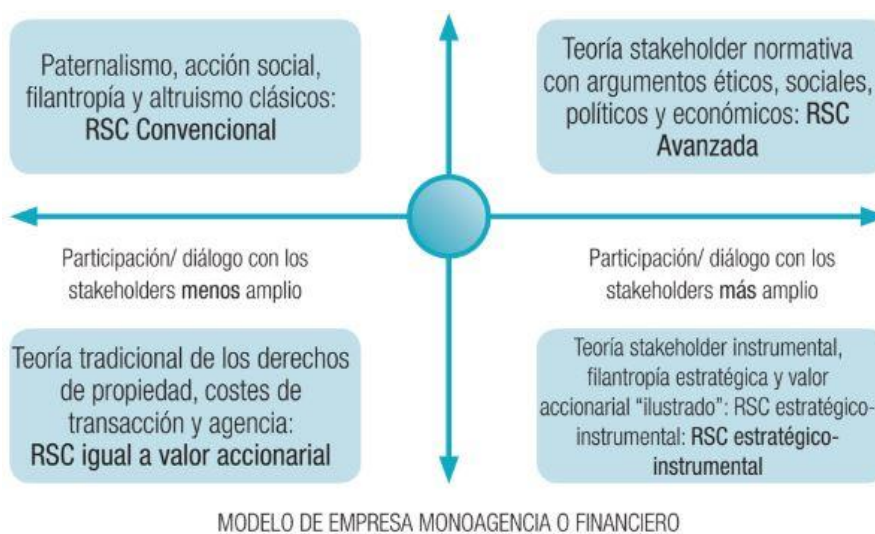 Paternalismo, acción social,
filantropía y altruismo clásicos:
RSC Convencional
Teoría stakeholder normativa
con argumentos éticos, sociales,
políticos y económicos: RSC
Avanzada
Participación/ diálogo con los
stakeholders menos amplio
Participación/ diálogo con los
stakeholders más amplio
Teoría tradicional de los derechos
de propiedad, costes de
transacción y agencia:
RSC igual a valor accionarial
Teoría stakeholder instrumental,
filantropía estratégica y valor
accionarial “ilustrado”: RSC estratégico-
instrumental: RSC estratégico-
instrumental
MODELO DE EMPRESA MONOAGENCIA O FINANCIERO